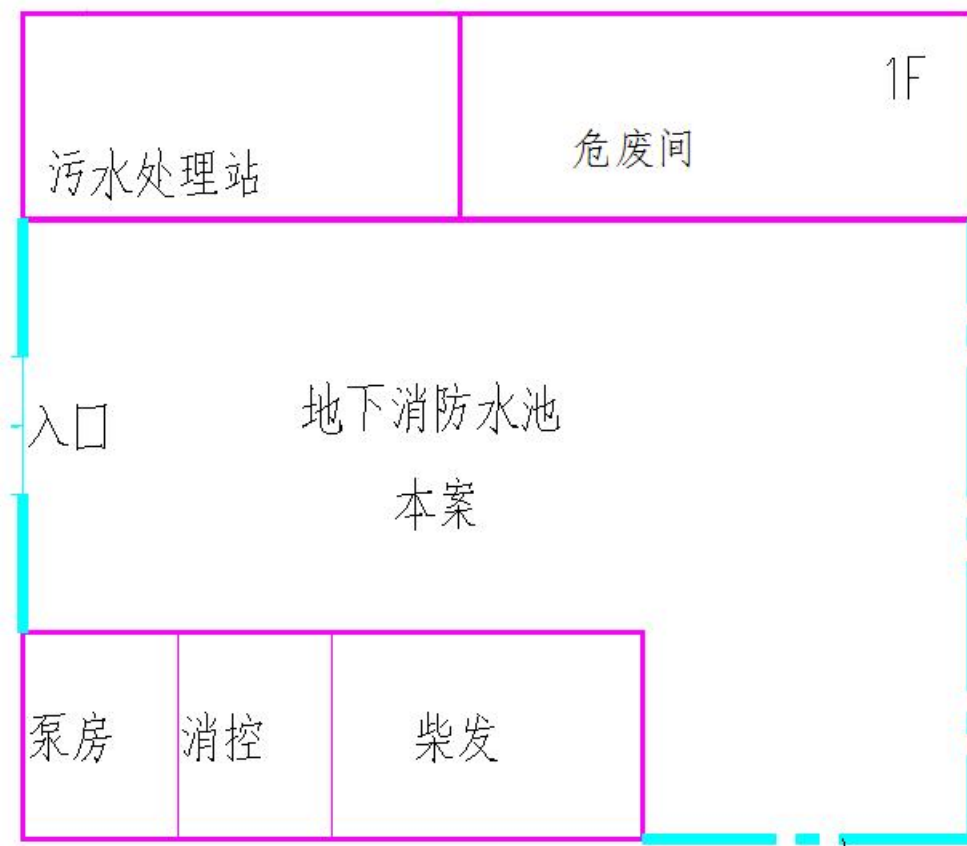 1F
危废间
污水处理站
地下消防水池
入口
本案
泵房 消控 柴发